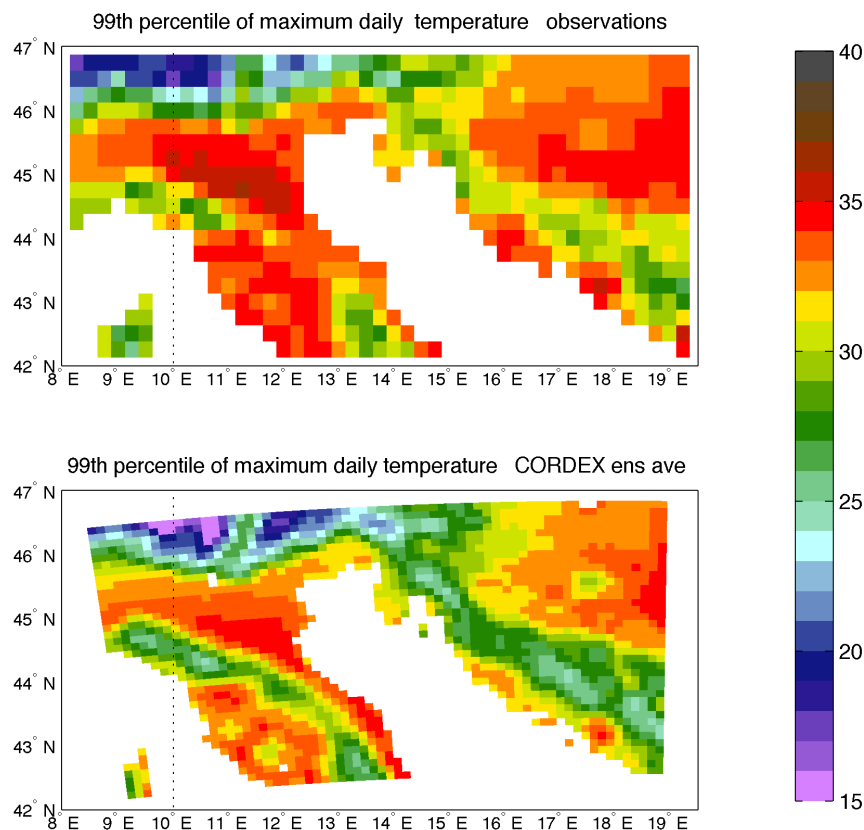 99th percentile of maximum daily temperature observations
47° N
46° N
45° N
44° N
43° N
42° N
8° E 9° E 10° E 11° E 12° E 13° E 14° E 15° E 16° E 17° E 18° E 19° E
40
35
30
25
20
15
99th percentile of maximum daily temperature CORDEX ens ave
47° N
46° N
45° N
44° N
43° N
42° N
8° E 9° E 10° E 11° E 12° E 13° E 14° E 15° E 16° E 17° E 18° E 19° E